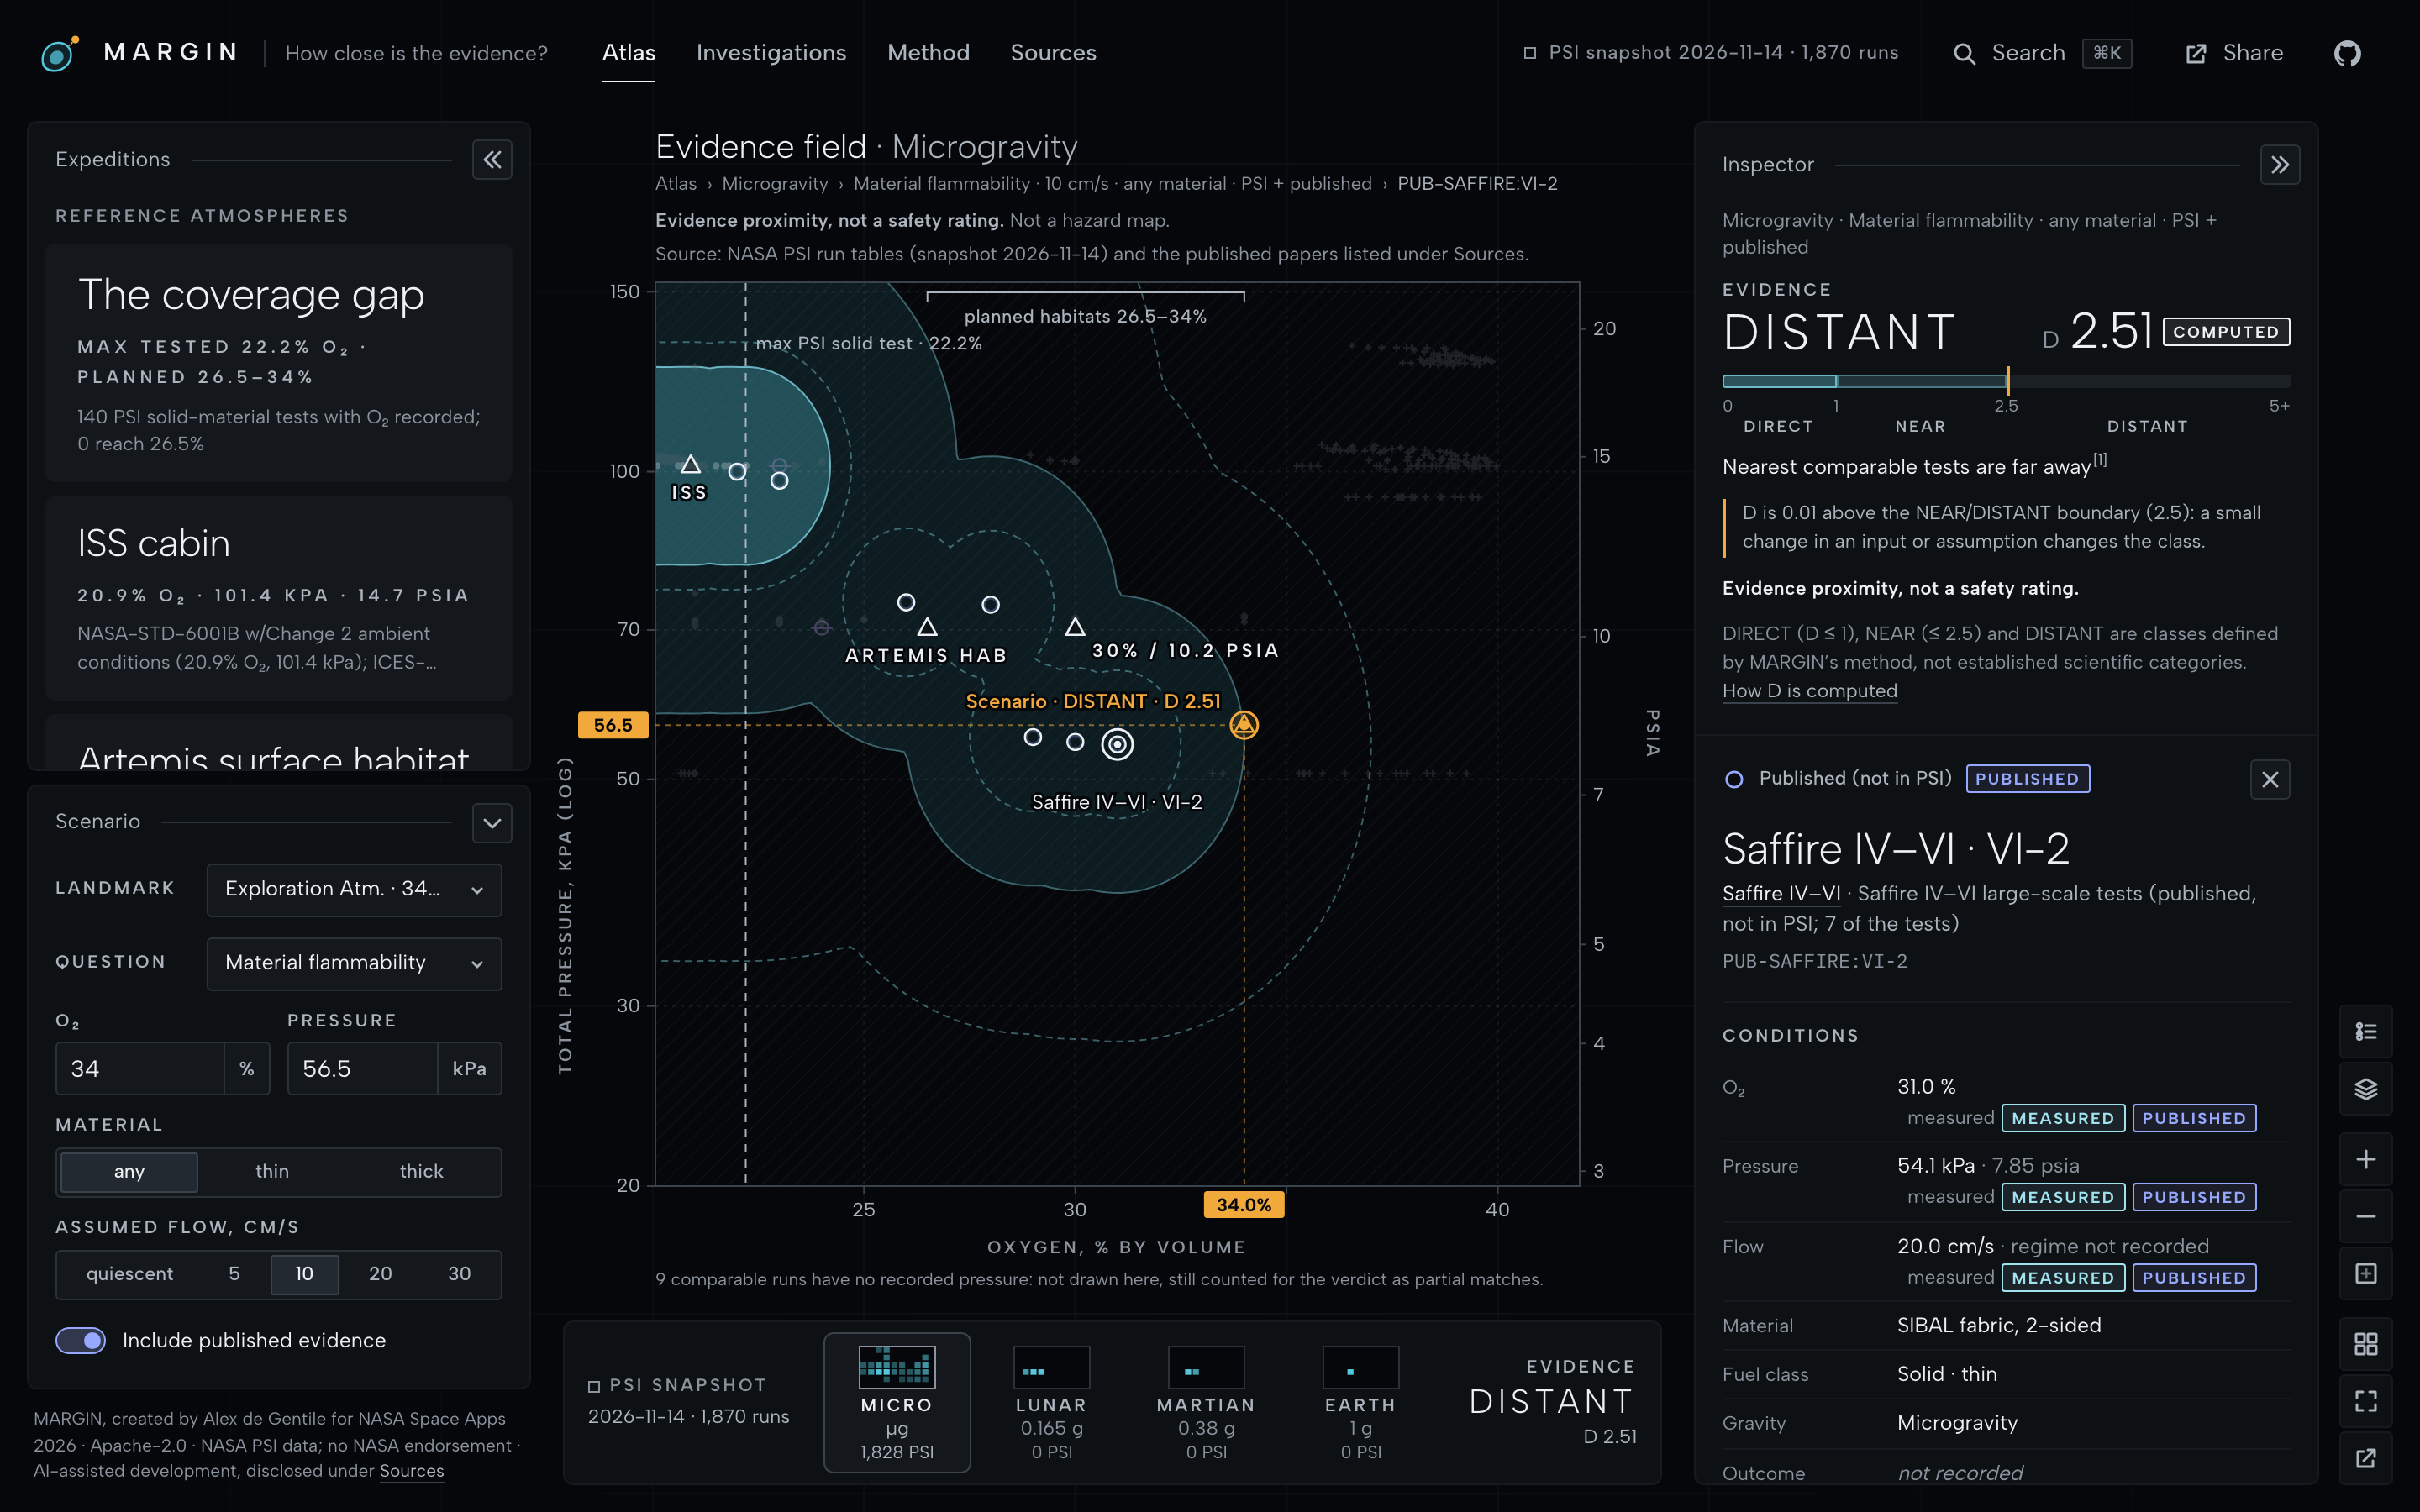 MARGIN
How close is the evidence?
Atlas
Investigations
Method
Sources
PSI snapshot 2026-11-14 · 1,870 runs
Search
⌘K
Share
Expeditions
REFERENCE ATMOSPHERES
The coverage gap
MAX TESTED 22.2% O₂ ·
PLANNED 26.5–34%
140 PSI solid-material tests with O₂ recorded;
0 reach 26.5%
ISS cabin
20.9% O₂ · 101.4 KPA · 14.7 PSIA
NASA-STD-6001B w/Change 2 ambient
conditions (20.9% O₂, 101.4 kPa); ICES-…
Artemis surface habitat
Scenario
LANDMARK
Exploration Atm. · 34…
QUESTION
Material flammability
O₂
PRESSURE
34
%
56.5
kPa
MATERIAL
any
thin
thick
ASSUMED FLOW, CM/S
quiescent
5
10
20
30
Include published evidence
MARGIN, created by Alex de Gentile for NASA Space Apps
2026 · Apache-2.0 · NASA PSI data; no NASA endorsement ·
AI-assisted development, disclosed under Sources
Evidence field · Microgravity
Atlas › Microgravity › Material flammability · 10 cm/s · any material · PSI + published › PUB-SAFFIRE:VI-2
Evidence proximity, not a safety rating. Not a hazard map.
Source: NASA PSI run tables (snapshot 2026-11-14) and the published papers listed under Sources.
150
100
70
56.5
50
30
20
TOTAL PRESSURE, KPA (LOG)
planned habitats 26.5–34%
max PSI solid test · 22.2%
ISS
ARTEMIS HAB
30% / 10.2 PSIA
Scenario · DISTANT · D 2.51
Saffire IV–VI · VI-2
20
15
10
7
5
4
3
PSIA
25
30
34.0%
40
OXYGEN, % BY VOLUME
9 comparable runs have no recorded pressure: not drawn here, still counted for the verdict as partial matches.
PSI SNAPSHOT
2026-11-14 · 1,870 runs
MICRO
µg
1,828 PSI
LUNAR
0.165 g
0 PSI
MARTIAN
0.38 g
0 PSI
EARTH
1 g
0 PSI
EVIDENCE
DISTANT
D 2.51
Inspector
Microgravity · Material flammability · any material · PSI +
published
EVIDENCE
DISTANT
D 2.51 COMPUTED
0
1
2.5
5+
DIRECT
NEAR
DISTANT
Nearest comparable tests are far away[1]
D is 0.01 above the NEAR/DISTANT boundary (2.5): a small
change in an input or assumption changes the class.
Evidence proximity, not a safety rating.
DIRECT (D ≤ 1), NEAR (≤ 2.5) and DISTANT are classes defined
by MARGIN’s method, not established scientific categories.
How D is computed
Published (not in PSI) PUBLISHED
Saffire IV–VI · VI-2
Saffire IV–VI · Saffire IV–VI large-scale tests (published,
not in PSI; 7 of the tests)
PUB-SAFFIRE:VI-2
CONDITIONS
O₂
31.0 %
measured MEASURED PUBLISHED
Pressure
54.1 kPa · 7.85 psia
measured MEASURED PUBLISHED
Flow
20.0 cm/s · regime not recorded
measured MEASURED PUBLISHED
Material
SIBAL fabric, 2-sided
Fuel class
Solid · thin
Gravity
Microgravity
Outcome
not recorded